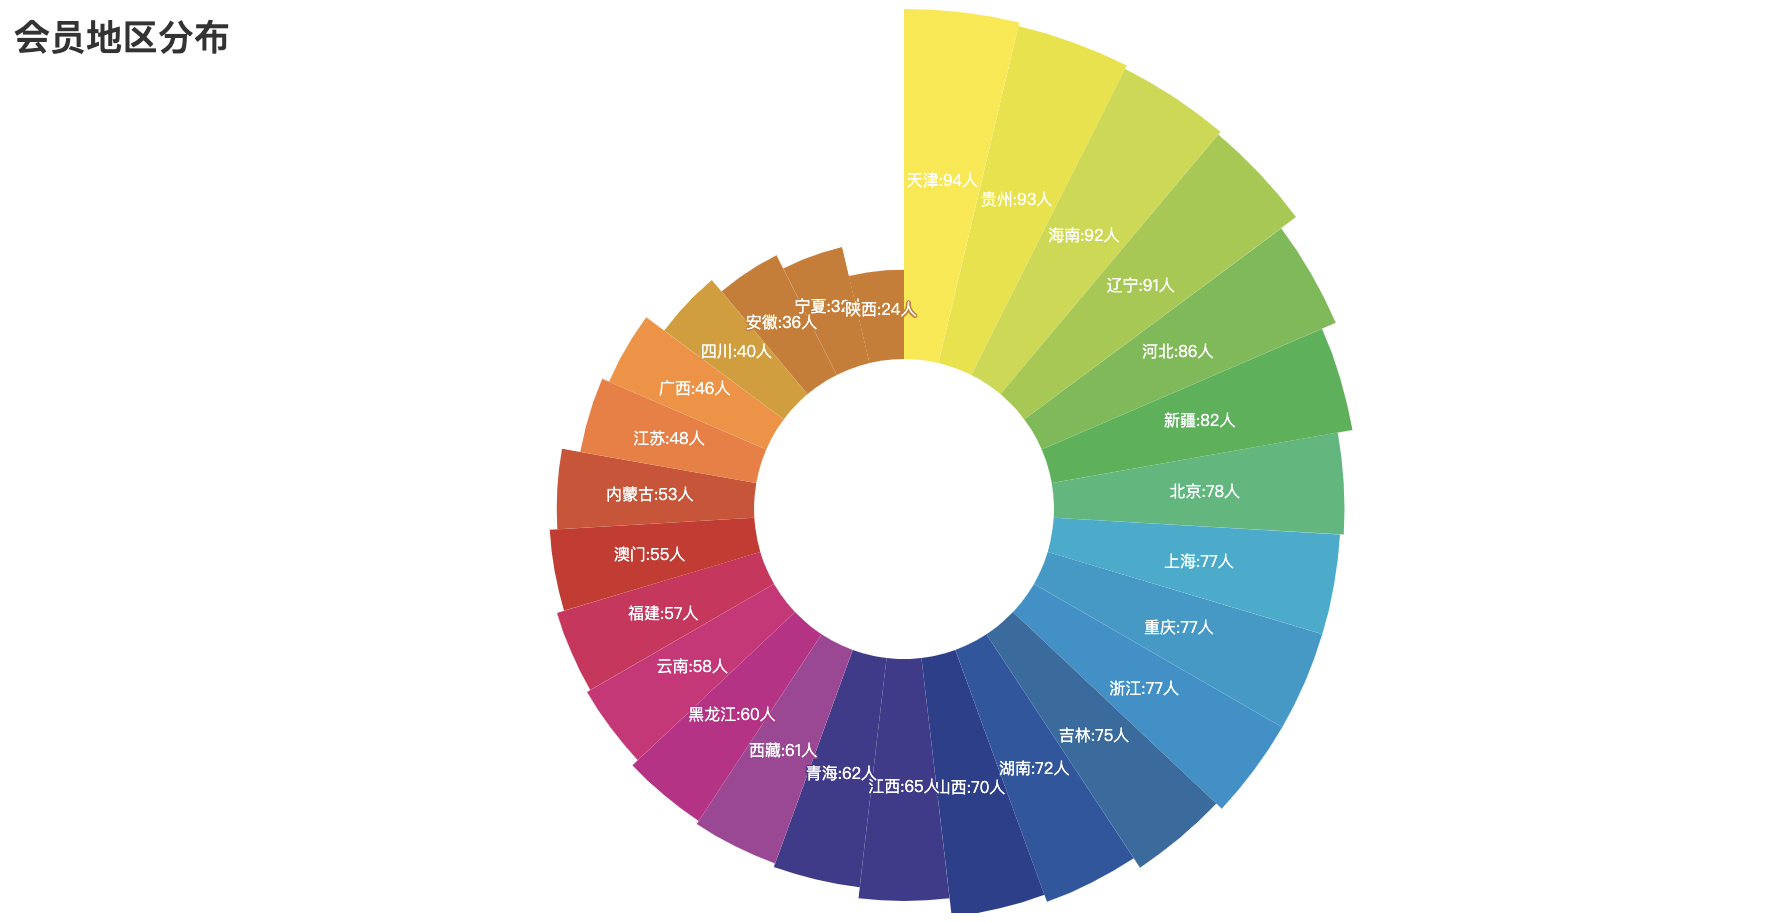 会员地区分布
天津:94人
贵州:93人
海南:92人
辽宁:91人
河北:86人
新疆:82人
北京:78人
上海:77人
重庆:77人
浙江:77人
吉林:75人
湖南:72人
山西:70人
江西:65人
青海:62人
西藏:61人
黑龙江:60人
云南:58人
福建:57人
澳门:55人
内蒙古:53人
江苏:48人
广西:46人
四川:40人
安徽:36人
宁夏:32
陕西:24人